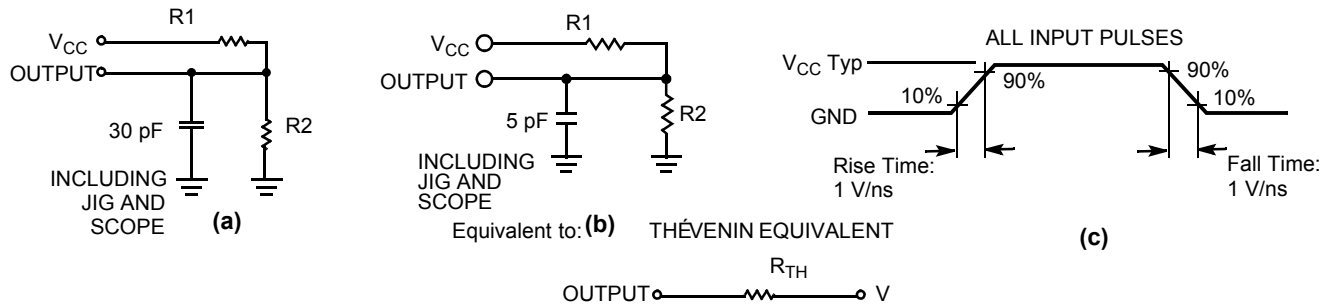 R1
VCC
OUTPUT
30 pF
R2
INCLUDING
JIG AND
SCOPE
(a)
R1
VCC
OUTPUT
5 pF
R2
INCLUDING
JIG AND
SCOPE
(b)
ALL INPUT PULSES
VCC Typ
90%
90%
10%
10%
GND
Rise Time:
1 V/ns
Fall Time:
1 V/ns
(c)
Equivalent to:
THÉVENIN EQUIVALENT
RTH
OUTPUT
V